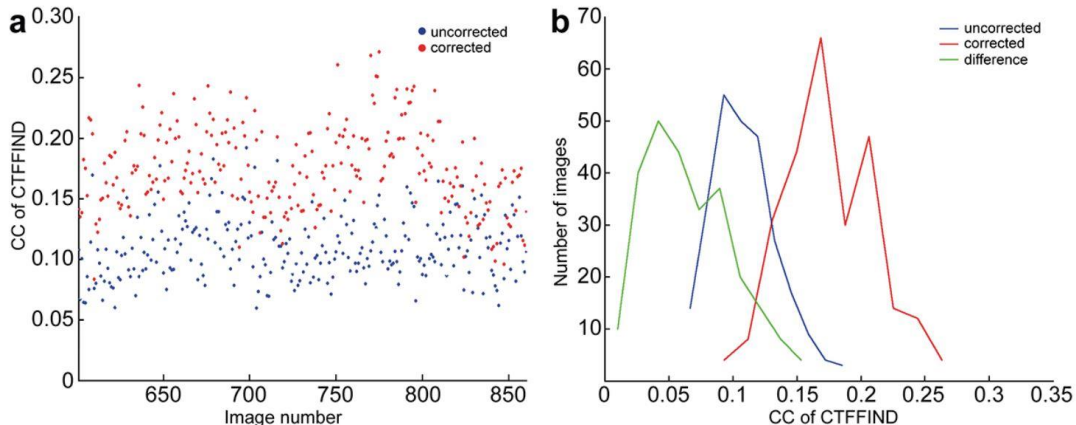 a
0.30
0.25
0.20
0.15
0.10
0.05
0
CC of CTFFIND
uncorrected
corrected
650
700
750
800
850
Image number
b
70
60
50
40
30
20
10
Number of images
uncorrected
corrected
difference
0
0.05
0.1
0.15
0.2
0.25
0.3
0.35
CC of CTFFIND